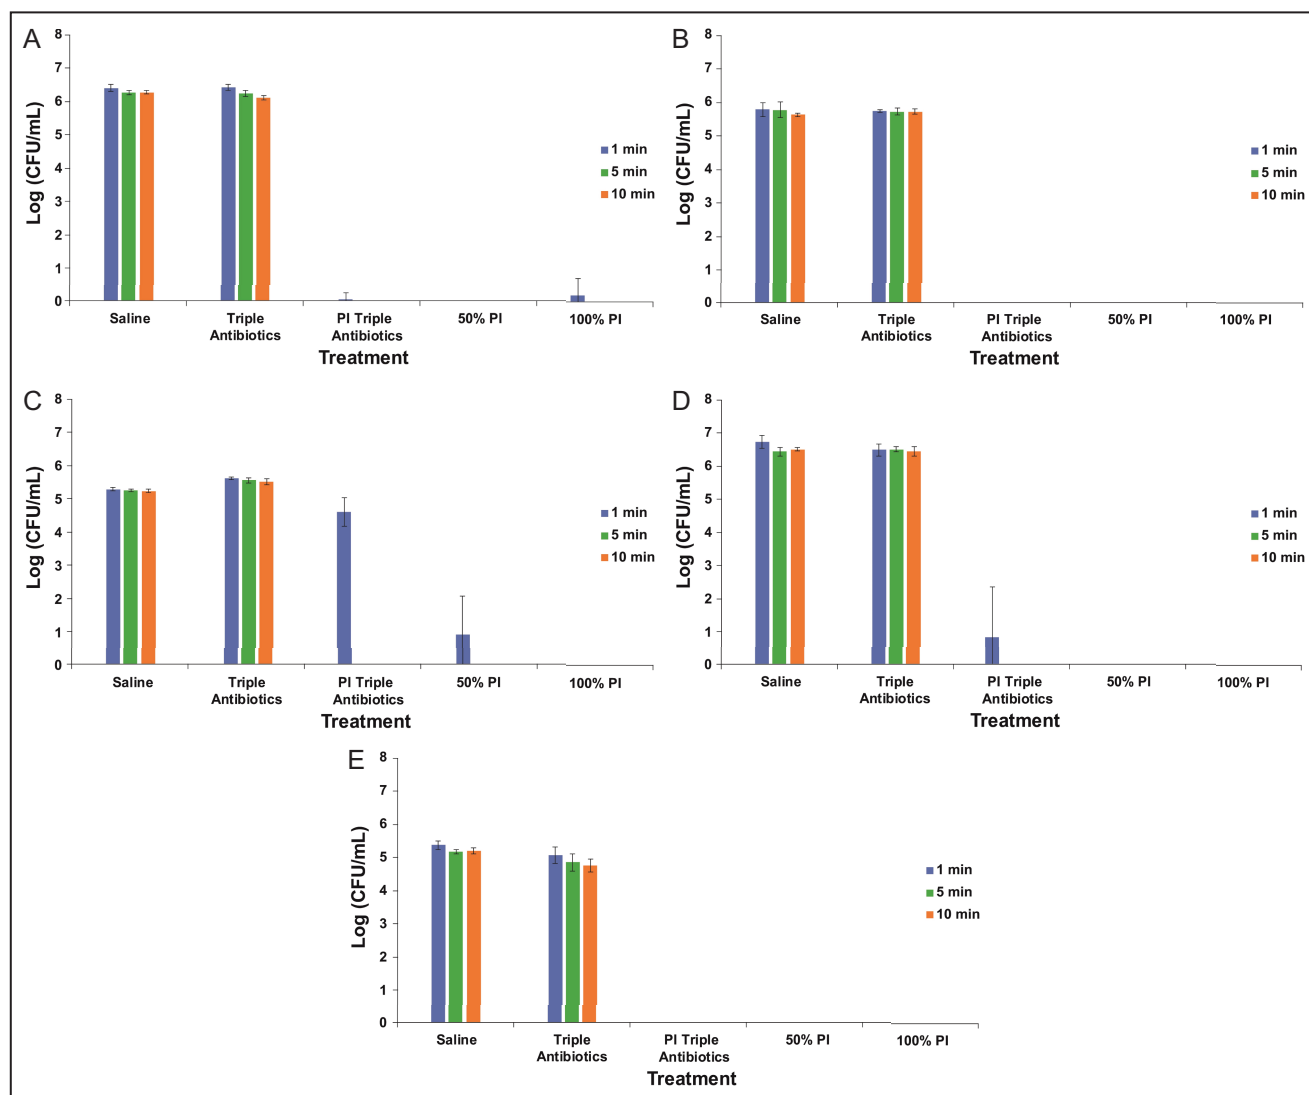 A
8
7
6
5
4
3
2
1
0
Log (CFU/mL)
1 min
5 min
10 min
Saline
Triple
Antibiotics
PI Triple
Antibiotics
50% PI
100% PI
Treatment
B
8
7
6
5
4
3
2
1
0
Log (CFU/mL)
1 min
5 min
10 min
Saline
Triple
Antibiotics
PI Triple
Antibiotics
50% PI
100% PI
Treatment
C
8
7
6
5
4
3
2
1
0
Log (CFU/mL)
1 min
5 min
10 min
Saline
Triple
Antibiotics
PI Triple
Antibiotics
50% PI
100% PI
Treatment
D
8
7
6
5
4
3
2
1
0
Log (CFU/mL)
1 min
5 min
10 min
Saline
Triple
Antibiotics
PI Triple
Antibiotics
50% PI
100% PI
Treatment
E
8
7
6
5
4
3
2
1
0
Log (CFU/mL)
1 min
5 min
10 min
Saline
Triple
Antibiotics
PI Triple
Antibiotics
50% PI
100% PI
Treatment